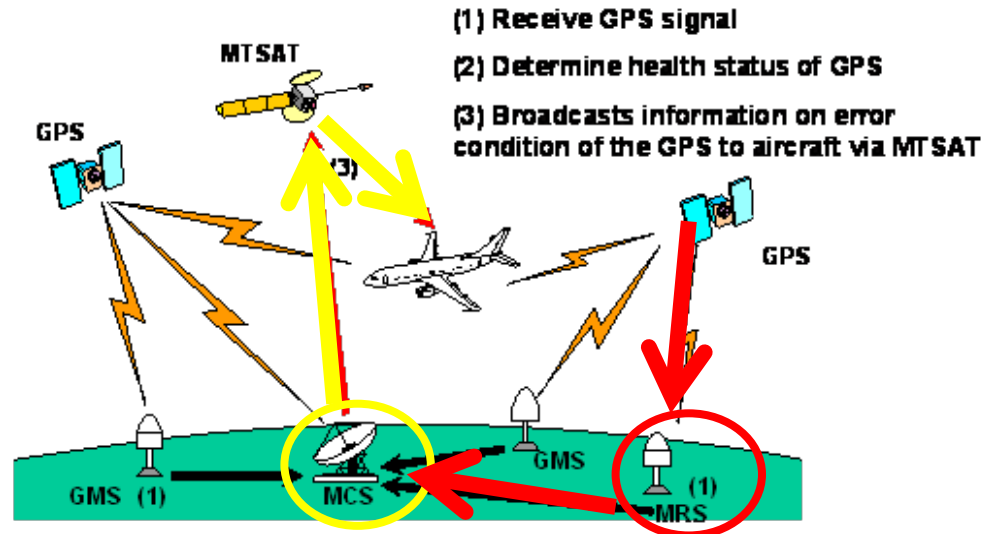 (1) Receive GPS signal
MTSAT
(2) Determine health status of GPS
(3) Broadcasts information on error
condition of the GPS to aircraft via MTSAT
GPS
(3)
GPS
GMS (1)
MCS
GMS
(1)
MRS